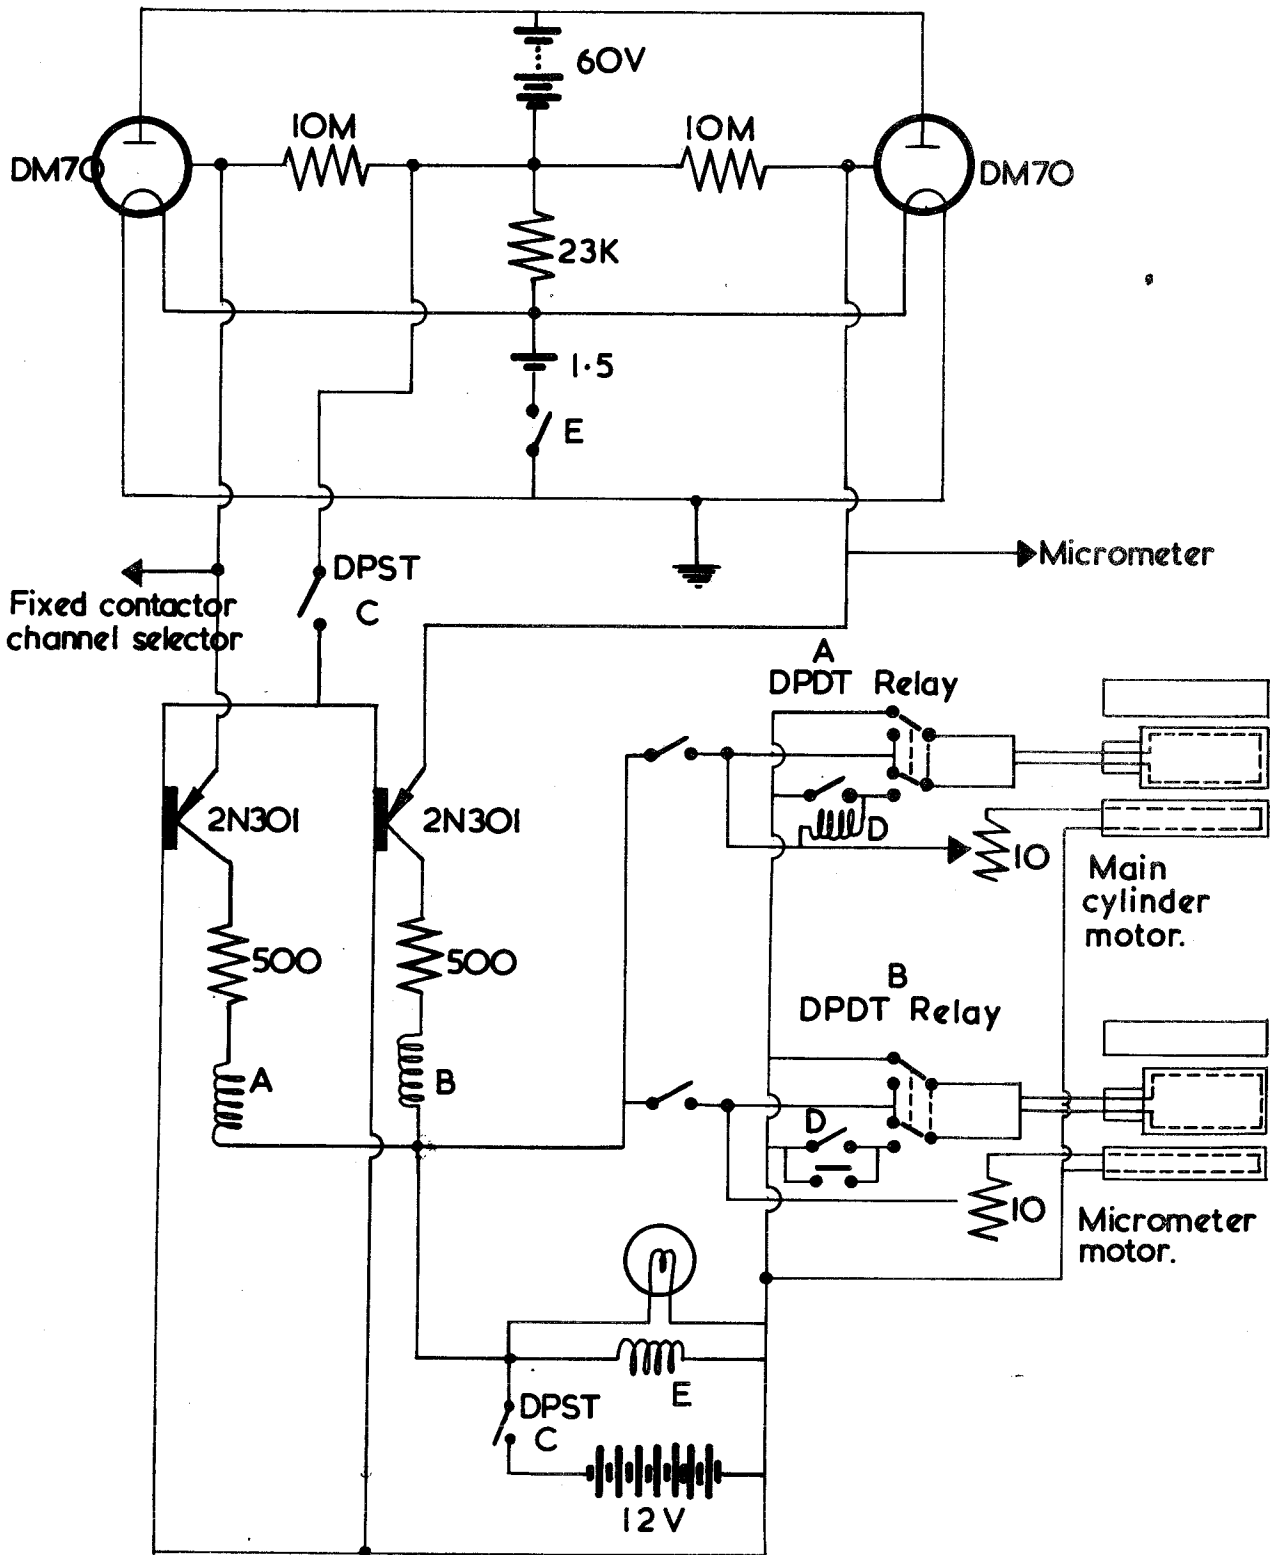 60V
10M
10M
DM70
DM70
23K
1·5
E
DPST
C
Micrometer
Fixed contactor
channel selector
A
DPDT Relay
2N301
2N301
D
10
Main
cylinder
motor.
500
500
B
DPDT Relay
A
B
D
10
Micrometer
motor.
E
DPST
C
12V